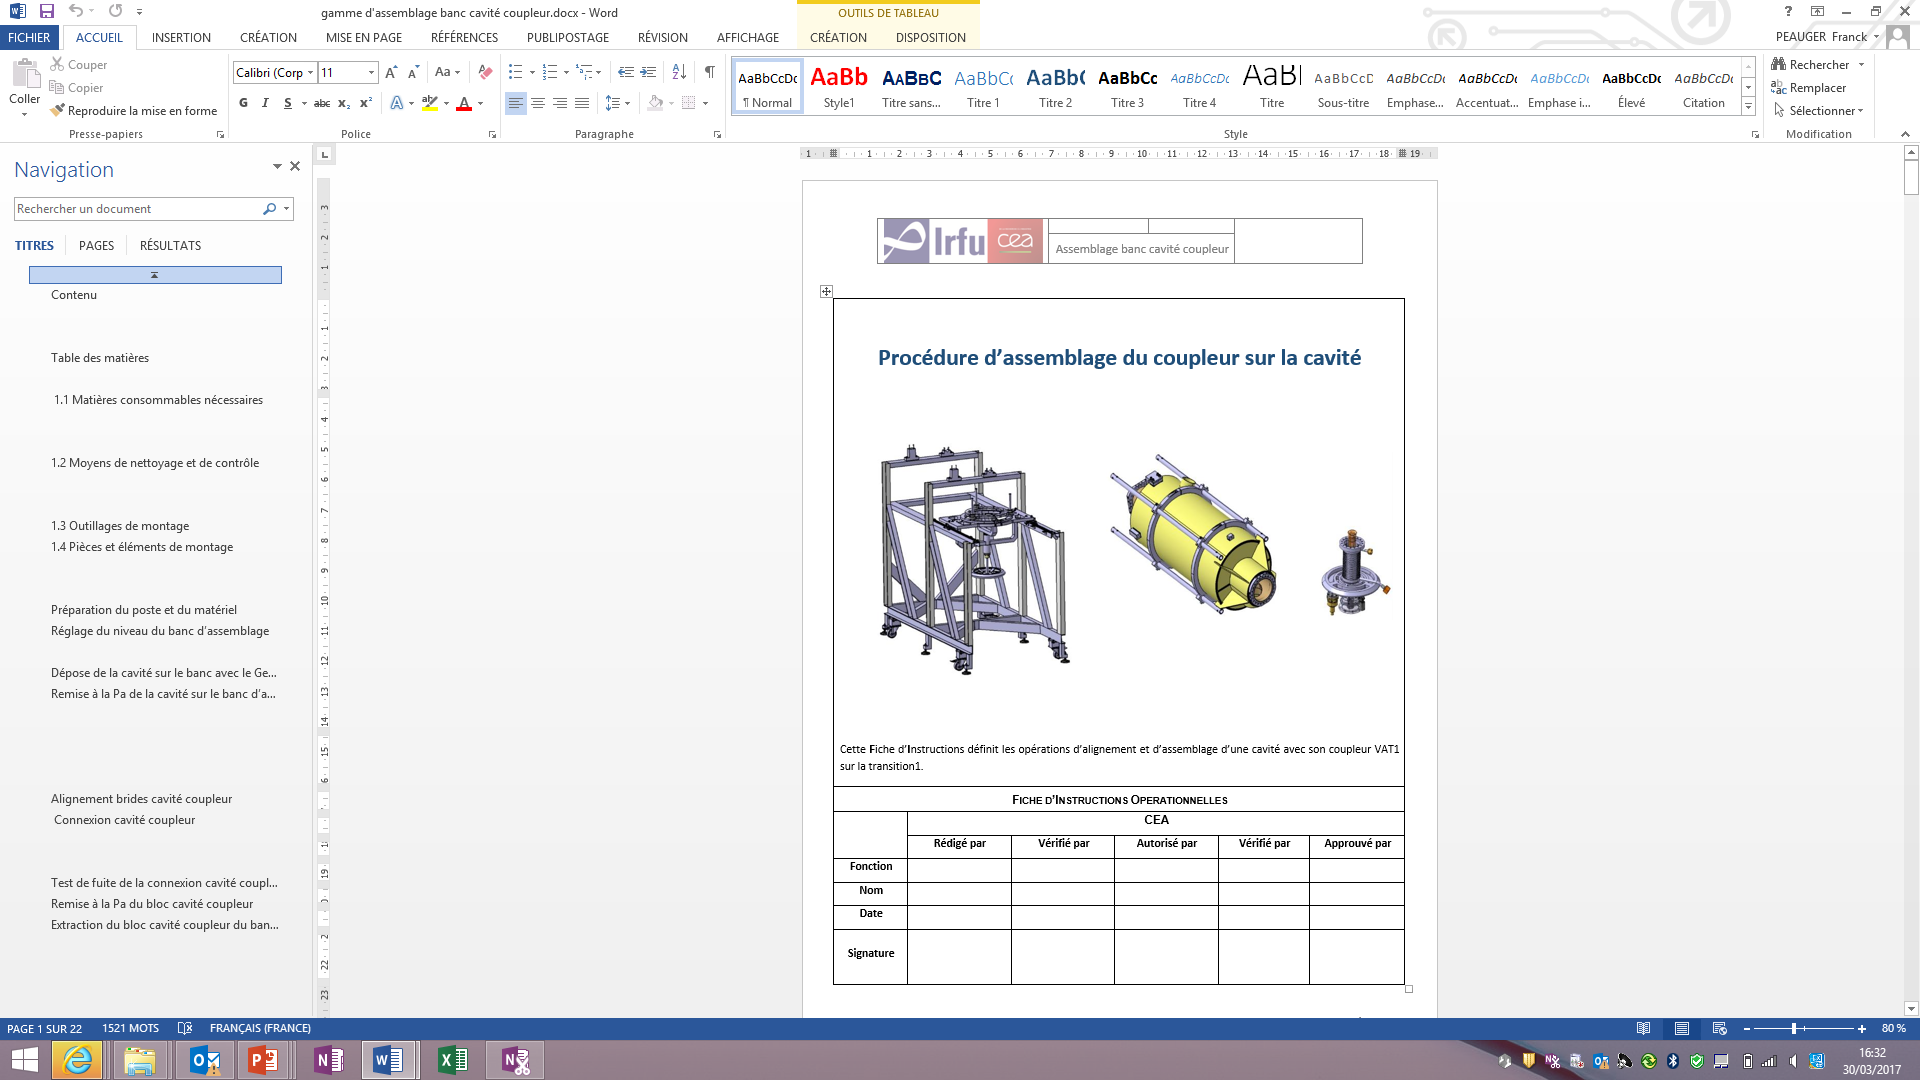 gamme d'assemblage banc cavité coupleur.docx - Word
OUTILS DE TABLEAU
FICHIER ACCUEIL INSERTION CRÉATION MISE EN PAGE RÉFÉRENCES PUBLIPOSTAGE RÉVISION AFFICHAGE CRÉATION DISPOSITION
PEAUGER Franck
Coller
Couper
Copier
Reproduire la mise en forme
Presse-papiers
Calibri (Corp 11
Police
Paragraphe
¶ Normal Style1 Titre sans... Titre 1 Titre 2 Titre 3 Titre 4 Titre Sous-titre Emphase... Accentuat... Emphase i... Élevé Citation
Style
Rechercher
Remplacer
Sélectionner
Modification
Navigation
Rechercher un document
TITRES PAGES RÉSULTATS
Contenu
Table des matières
1.1 Matières consommables nécessaires
1.2 Moyens de nettoyage et de contrôle
1.3 Outillages de montage
1.4 Pièces et éléments de montage
Préparation du poste et du matériel
Réglage du niveau du banc d'assemblage
Dépose de la cavité sur le banc avec le Ge...
Remise à la Pa de la cavité sur le banc d'a...
Alignement brides cavité coupleur
Connexion cavité coupleur
Test de fuite de la connexion cavité coupl...
Remise à la Pa du bloc cavité coupleur
Extraction du bloc cavité coupleur du ban...
Irfu cea
Assemblage banc cavité coupleur
Procédure d'assemblage du coupleur sur la cavité
Cette Fiche d'Instructions définit les opérations d'alignement et d'assemblage d'une cavité avec son coupleur VAT1
sur la transition1.
FICHE D'INSTRUCTIONS OPERATIONNELLES
CEA
Rédigé par Vérifié par Autorisé par Vérifié par Approuvé par
Fonction
Nom
Date
Signature
PAGE 1 SUR 22 1521 MOTS FRANÇAIS (FRANCE)
80 %
16:32
30/03/2017